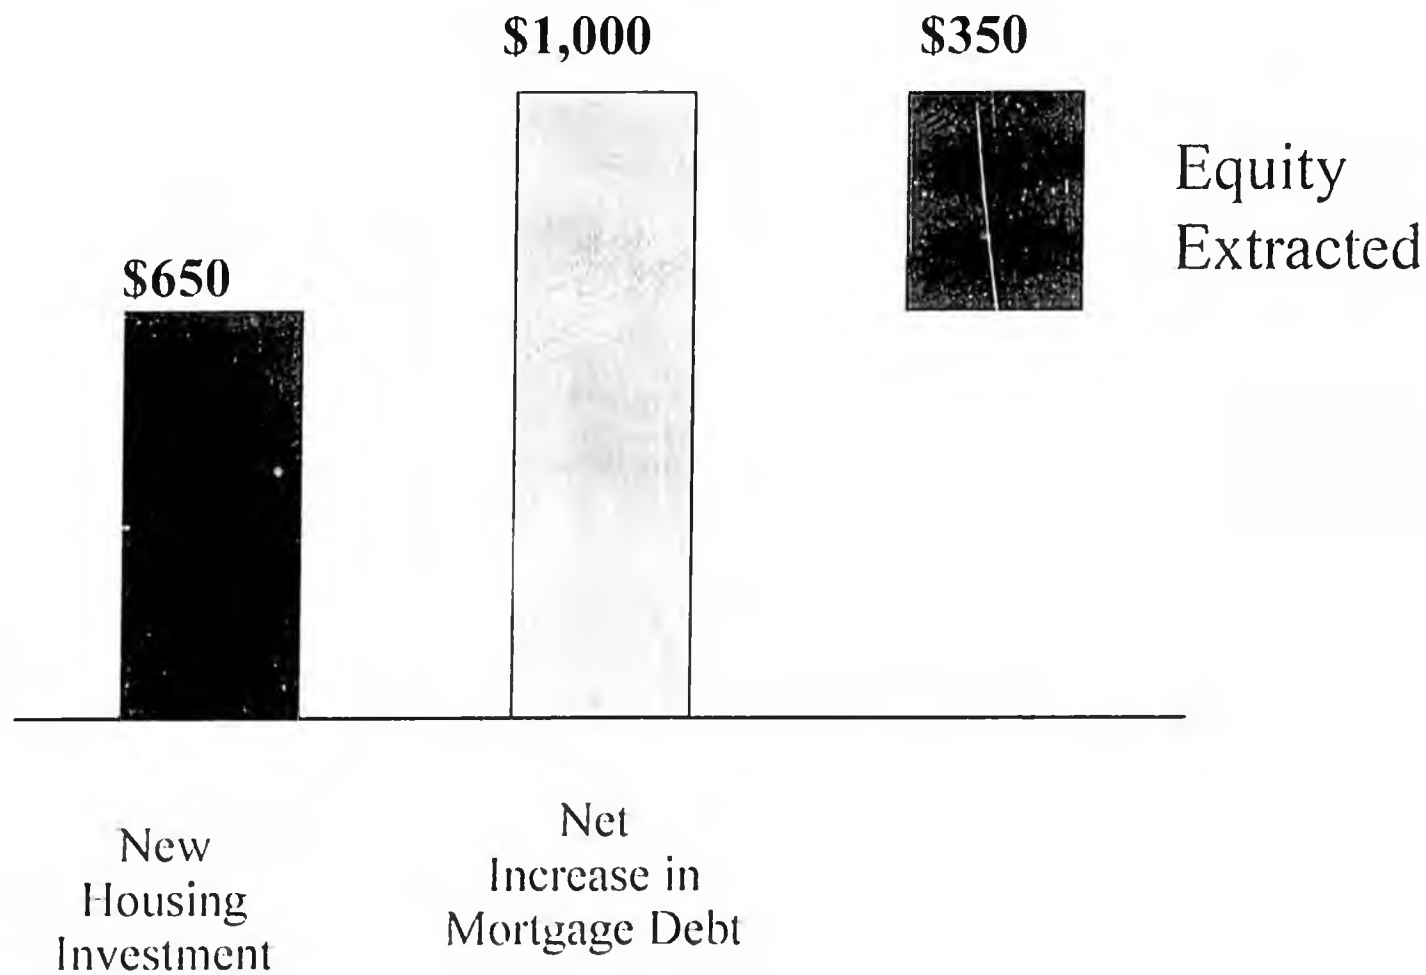 $1,000
$350
Equity
Extracted
$650
New
Housing
Investment
Net
Increase in
Mortgage Debt